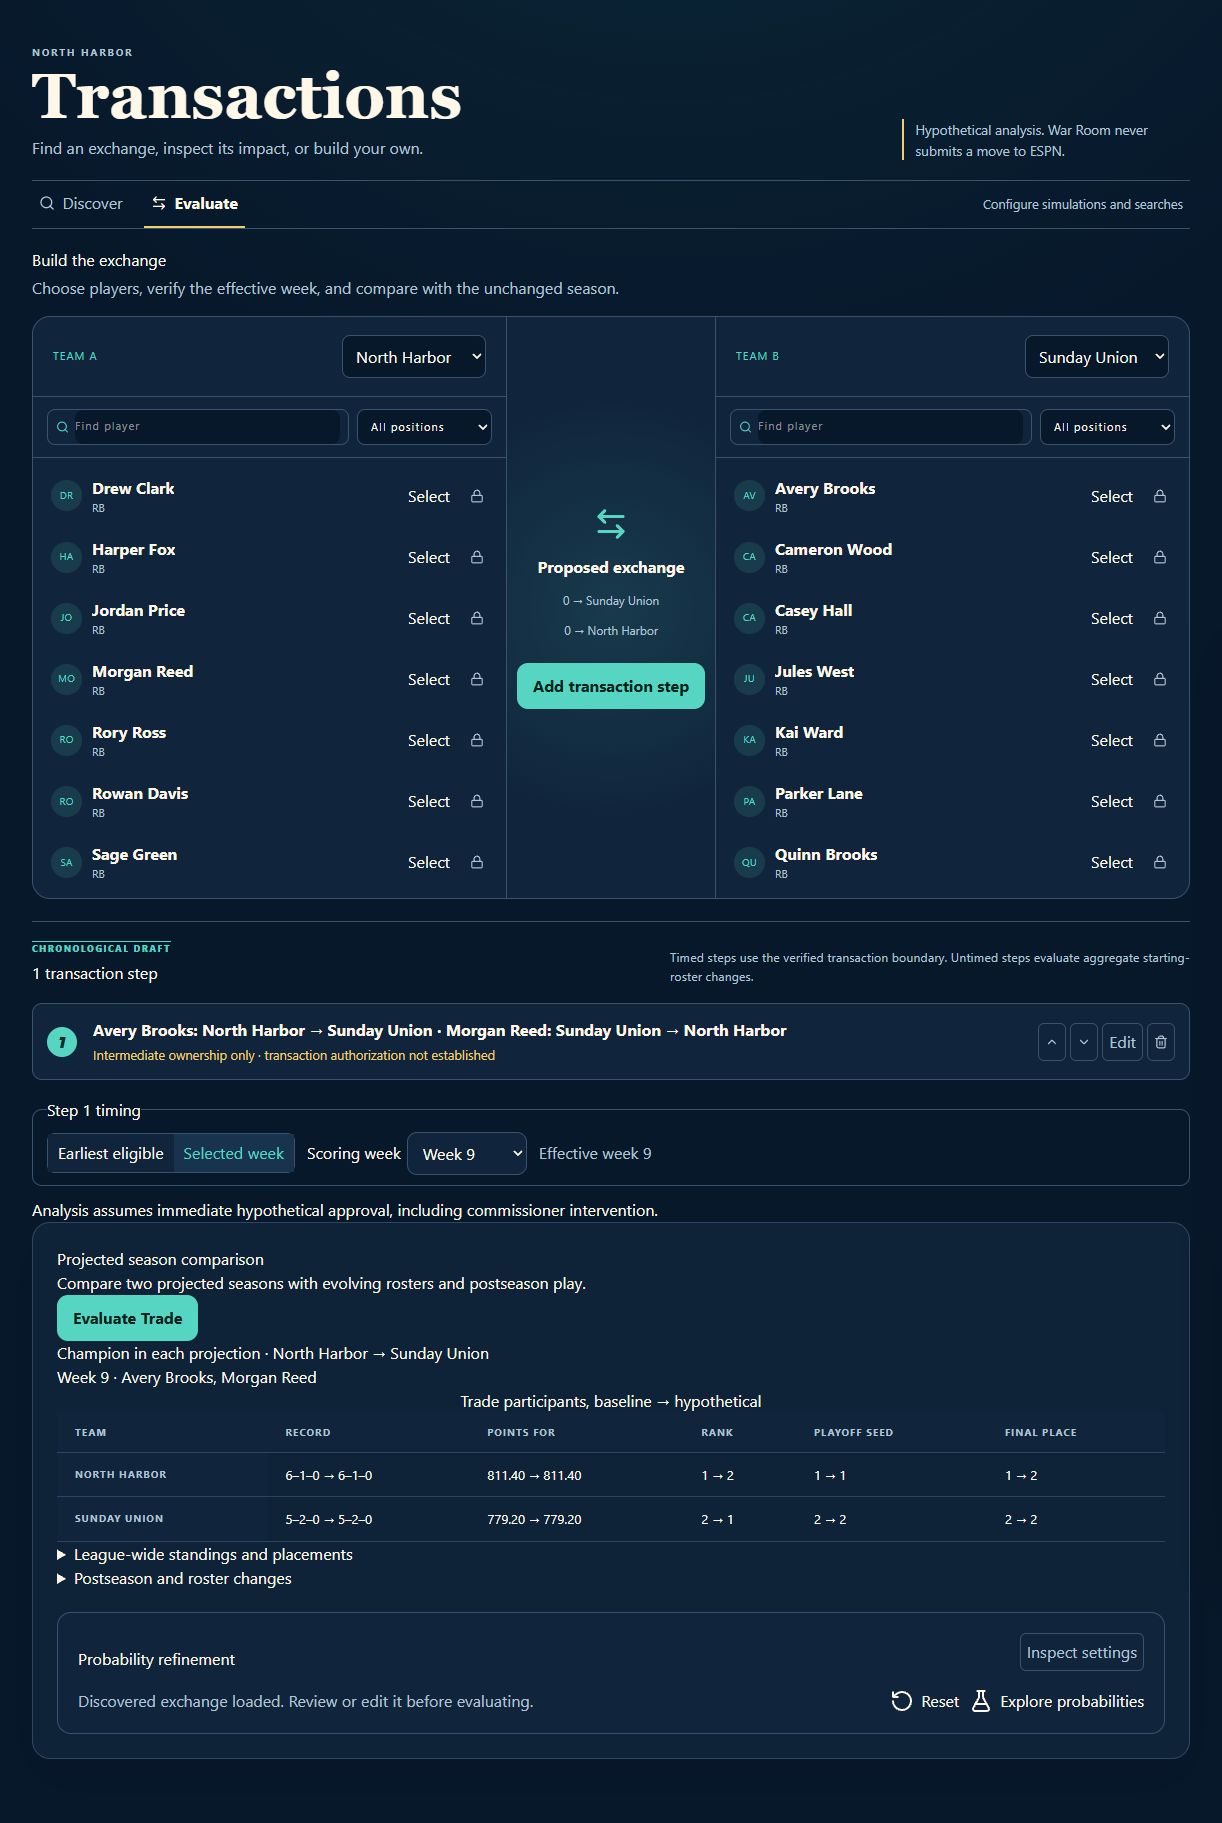 NORTH HARBOR
Transactions
Find an exchange, inspect its impact, or build your own.
Hypothetical analysis. War Room never
submits a move to ESPN.
Discover
Evaluate
Configure simulations and searches
Build the exchange
Choose players, verify the effective week, and compare with the unchanged season.
TEAM A
North Harbor
Find player
All positions
DR
Drew Clark
RB
Select
HA
Harper Fox
RB
Select
JO
Jordan Price
RB
Select
MO
Morgan Reed
RB
Select
RO
Rory Ross
RB
Select
RO
Rowan Davis
RB
Select
SA
Sage Green
RB
Select
Proposed exchange
0 → Sunday Union
0 → North Harbor
Add transaction step
TEAM B
Sunday Union
Find player
All positions
AV
Avery Brooks
RB
Select
CA
Cameron Wood
RB
Select
CA
Casey Hall
RB
Select
JU
Jules West
RB
Select
KA
Kai Ward
RB
Select
PA
Parker Lane
RB
Select
QU
Quinn Brooks
RB
Select
CHRONOLOGICAL DRAFT
1 transaction step
Timed steps use the verified transaction boundary. Untimed steps evaluate aggregate starting-
roster changes.
1
Avery Brooks: North Harbor → Sunday Union · Morgan Reed: Sunday Union → North Harbor
Intermediate ownership only · transaction authorization not established
Edit
Step 1 timing
Earliest eligible
Selected week
Scoring week
Week 9
Effective week 9
Analysis assumes immediate hypothetical approval, including commissioner intervention.
Projected season comparison
Compare two projected seasons with evolving rosters and postseason play.
Evaluate Trade
Champion in each projection · North Harbor → Sunday Union
Week 9 · Avery Brooks, Morgan Reed
Trade participants, baseline → hypothetical
TEAM RECORD POINTS FOR RANK PLAYOFF SEED FINAL PLACE
NORTH HARBOR 6–1–0 → 6–1–0 811.40 → 811.40 1 → 2 1 → 1 1 → 2
SUNDAY UNION 5–2–0 → 5–2–0 779.20 → 779.20 2 → 1 2 → 2 2 → 2
League-wide standings and placements
Postseason and roster changes
Probability refinement
Inspect settings
Discovered exchange loaded. Review or edit it before evaluating.
Reset
Explore probabilities